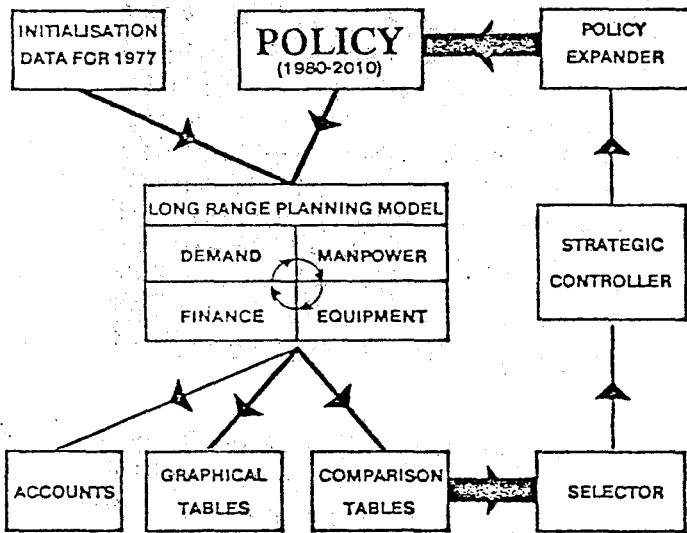 INITIALISATION
DATA FOR 1977
POLICY
(1980-2010)
POLICY
EXPANDER
LONG RANGE PLANNING MODEL
DEMAND
MANPOWER
FINANCE
EQUIPMENT
STRATEGIC
CONTROLLER
ACCOUNTS
GRAPHICAL
TABLES
COMPARISON
TABLES
SELECTOR